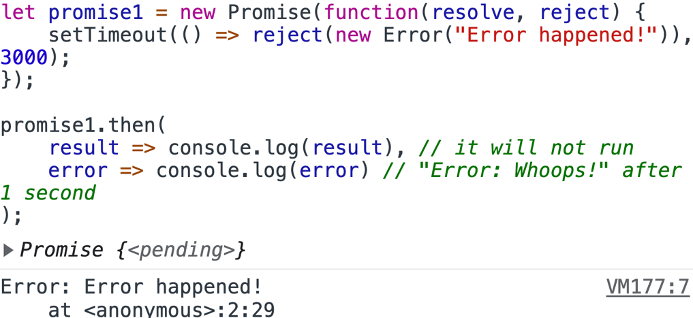 let promise1 = new Promise(function(resolve, reject) {
    setTimeout(() => reject(new Error("Error happened!")),
3000);
});

promise1.then(
    result => console.log(result), // it will not run
    error => console.log(error) // "Error: Whoops!" after
1 second
);
▶ Promise {<pending>}
Error: Error happened! VM177:7
    at <anonymous>:2:29